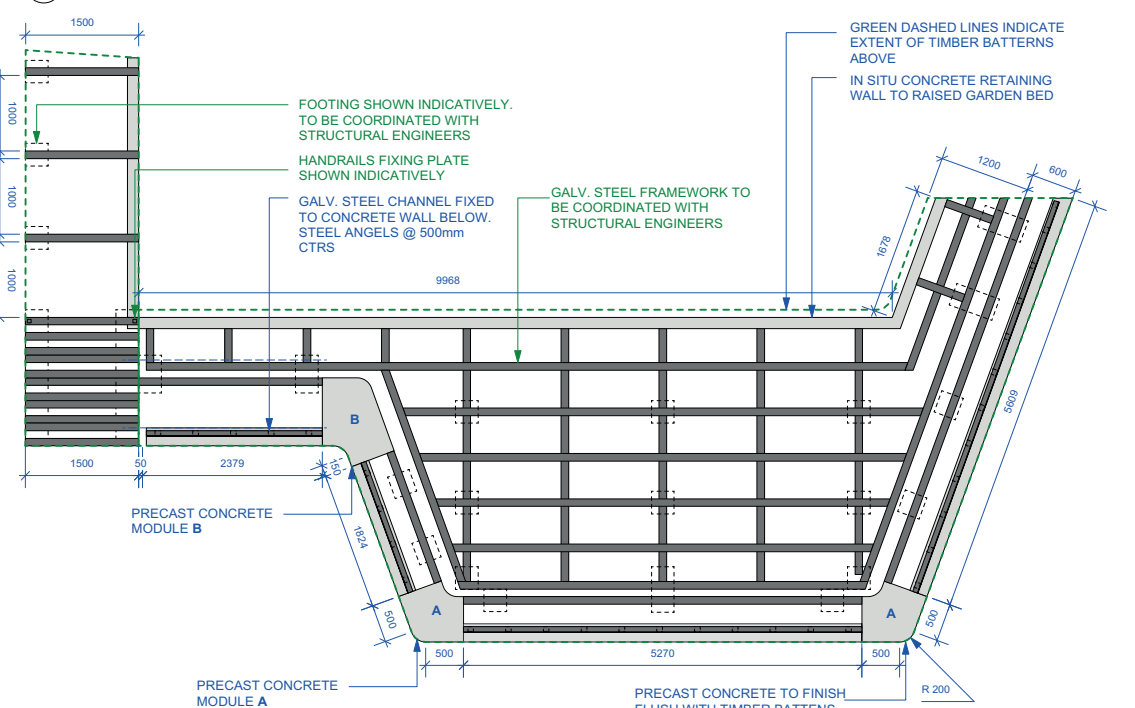 1500
GREEN DASHED LINES INDICATE
EXTENT OF TIMBER BATTERNS
ABOVE
IN SITU CONCRETE RETAINING
WALL TO RAISED GARDEN BED
FOOTING SHOWN INDICATIVELY.
TO BE COORDINATED WITH
STRUCTURAL ENGINEERS
HANDRAILS FIXING PLATE
SHOWN INDICATIVELY
GALV. STEEL CHANNEL FIXED
TO CONCRETE WALL BELOW.
STEEL ANGELS @ 500mm
CTRS
GALV. STEEL FRAMEWORK TO
BE COORDINATED WITH
STRUCTURAL ENGINEERS
1000
1000
1000
1200
600
1678
9968
5609
B
1500
50
2379
150
PRECAST CONCRETE
MODULE B
1824
500
A
A
500
500
5270
500
R 200
PRECAST CONCRETE
MODULE A
PRECAST CONCRETE TO FINISH
FLUSH WITH TIMBER BATTENS